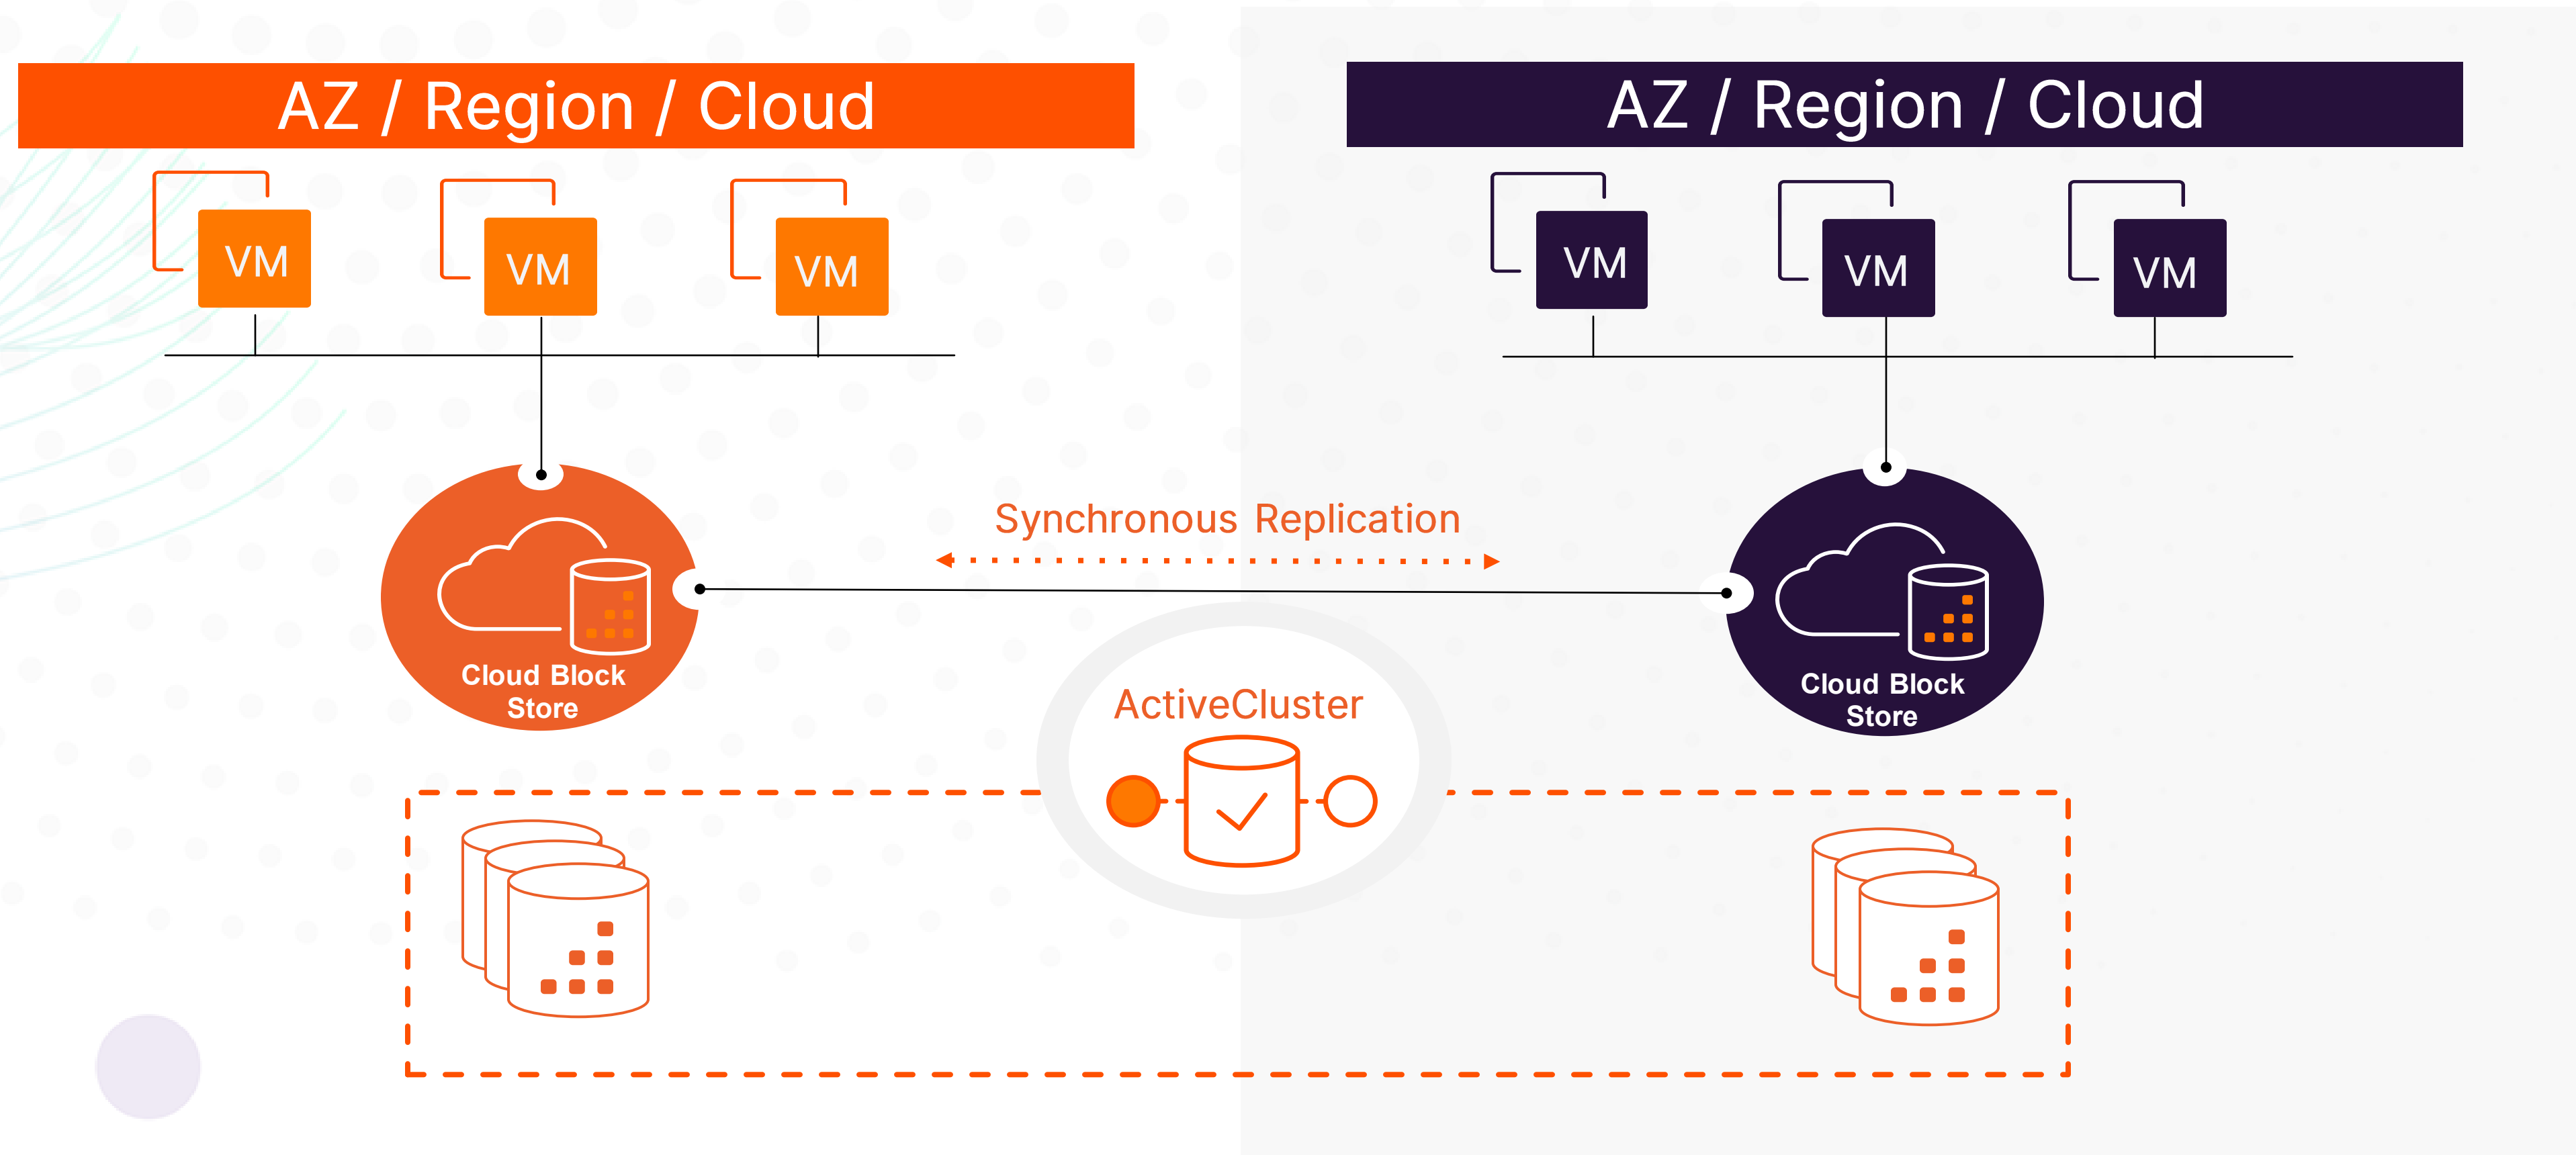 AZ / Region / Cloud
AZ / Region / Cloud
VM
VM
VM
VM
VM
VM
Synchronous Replication
Cloud Block
Store
Cloud Block
Store
ActiveCluster